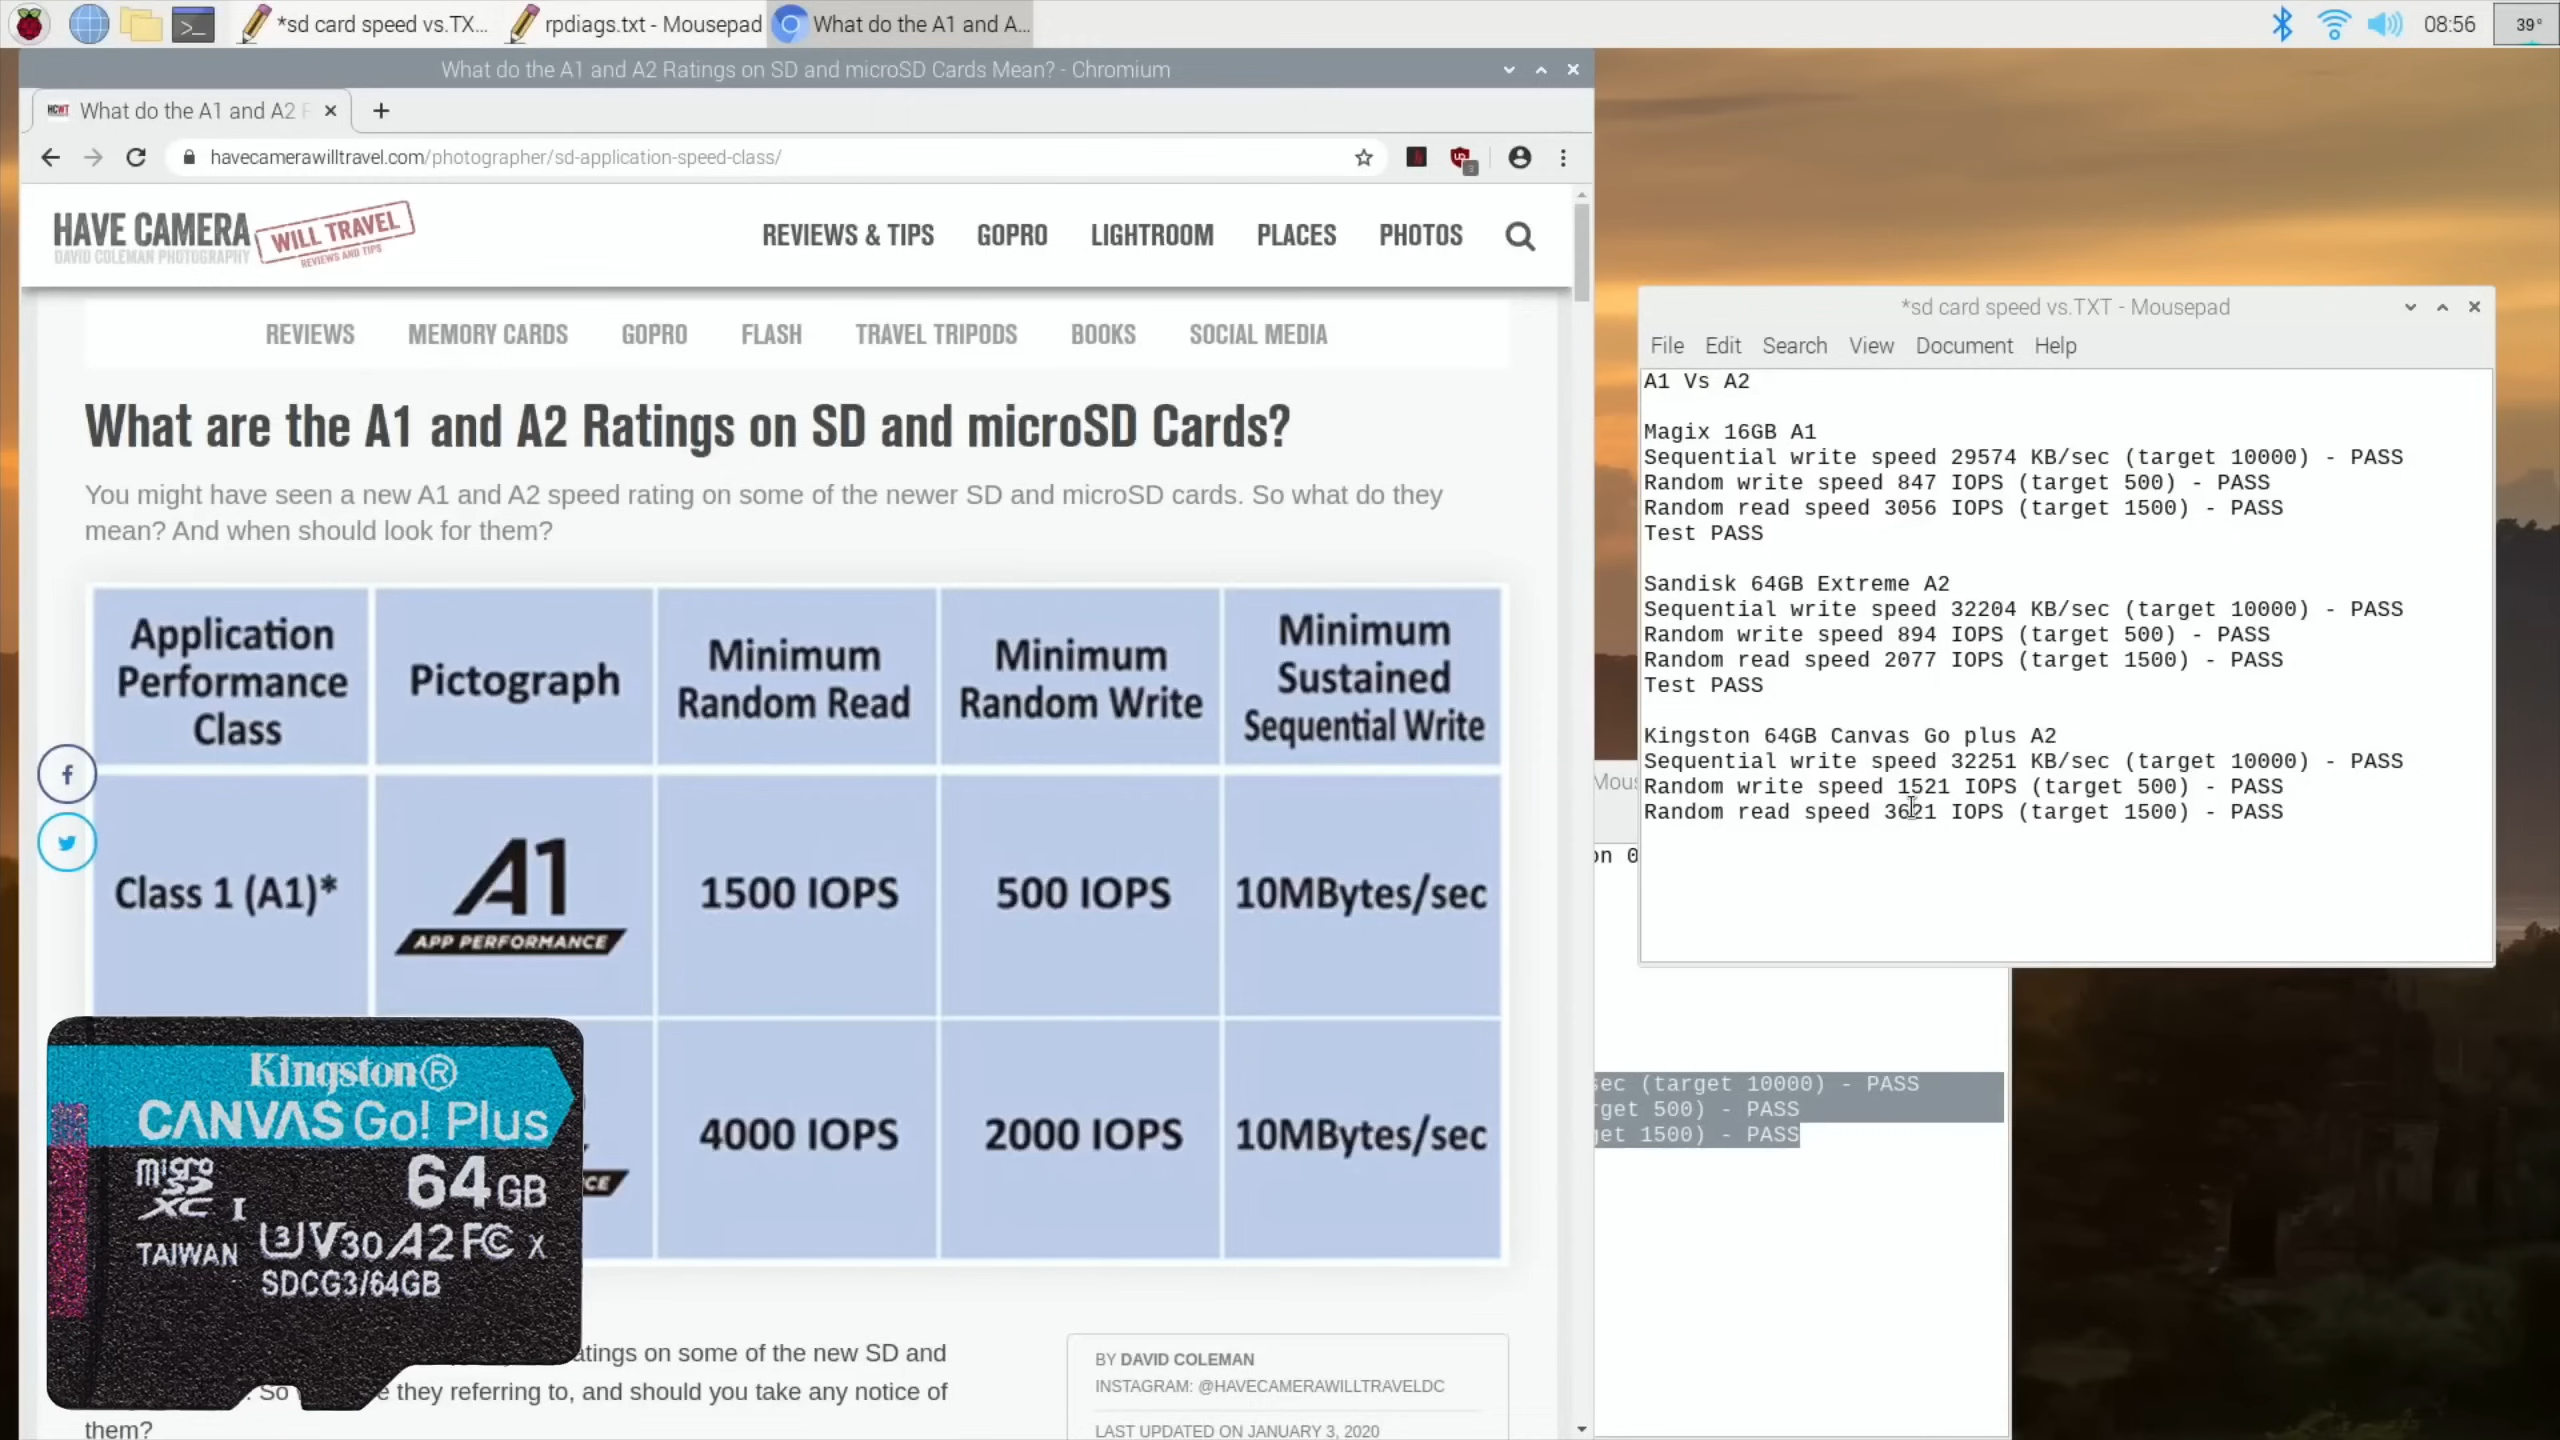 *sd card speed vs.TX...
rpdiags.txt - Mousepad
What do the A1 and A...
08:56
39°
What do the A1 and A2 Ratings on SD and microSD Cards Mean? - Chromium
HCWT
What do the A1 and A2
havecamerawilltravel.com/photographer/sd-application-speed-class/
3
HAVE CAMERA
WILL TRAVEL
DAVID COLEMAN PHOTOGRAPHY
REVIEWS AND TIPS
REVIEWS & TIPS
GOPRO
LIGHTROOM
PLACES
PHOTOS
REVIEWS
MEMORY CARDS
GOPRO
FLASH
TRAVEL TRIPODS
BOOKS
SOCIAL MEDIA
What are the A1 and A2 Ratings on SD and microSD Cards?
You might have seen a new A1 and A2 speed rating on some of the newer SD and microSD cards. So what do they
mean? And when should look for them?
Application
Performance
Class
Pictograph
Minimum
Random Read
Minimum
Random Write
Minimum
Sustained
Sequential Write
Class 1 (A1)*
A1
APP PERFORMANCE
1500 IOPS
500 IOPS
10MBytes/sec
CE
4000 IOPS
2000 IOPS
10MBytes/sec
Kingston®
CANVAS Go! Plus
micro
SD
XC I
64GB
TAIWAN
U3 V30 A2 FC X
SDCG3/64GB
atings on some of the new SD and
So
e they referring to, and should you take any notice of
them?
BY DAVID COLEMAN
INSTAGRAM: @HAVECAMERAWILLTRAVELDC
LAST UPDATED ON JANUARY 3, 2020
*sd card speed vs.TXT - Mousepad
File Edit Search View Document Help
A1 Vs A2
Magix 16GB A1
Sequential write speed 29574 KB/sec (target 10000) - PASS
Random write speed 847 IOPS (target 500) - PASS
Random read speed 3056 IOPS (target 1500) - PASS
Test PASS
Sandisk 64GB Extreme A2
Sequential write speed 32204 KB/sec (target 10000) - PASS
Random write speed 894 IOPS (target 500) - PASS
Random read speed 2077 IOPS (target 1500) - PASS
Test PASS
Kingston 64GB Canvas Go plus A2
Sequential write speed 32251 KB/sec (target 10000) - PASS
Random write speed 1521 IOPS (target 500) - PASS
Random read speed 3621 IOPS (target 1500) - PASS
Mous
on 0
sec (target 10000) - PASS
rget 500) - PASS
get 1500) - PASS